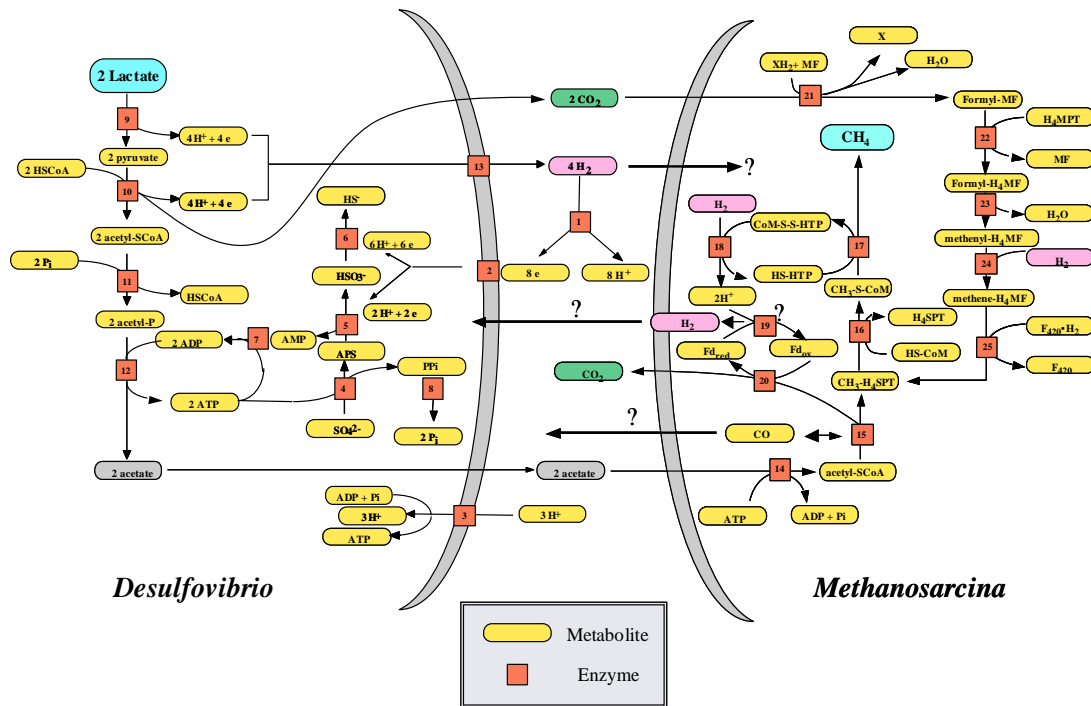 2 Lactate
9
4H⁺ + 4 e
2 pyruvate
2 HSCoA
10
4H⁺ + 4 e
2 acetyl-SCoA
2 Pi
11
HSCoA
2 acetyl-P
2 ADP
7
AMP
12
2 ATP
2 acetate
HS⁻
6
6H⁺ + 6 e
HSO3⁻
2 H⁺ + 2 e
5
APS
PPi
4
8
SO4²⁻
2 Pi
2
13
ADP + Pi
3H⁺
3
3 H⁺
ATP
2 CO₂
4 H₂
?
1
8 e
8 H⁺
?
H₂
CO₂
?
CO
2 acetate
14
ATP
ADP + Pi
acetyl-SCoA
15
X
XH₂ + MF
H₂O
21
Formyl-MF
H₄MPT
22
MF
Formyl-H₄MF
23
H₂O
methenyl-H₄MF
24
H₂
methene-H₄MF
F₄₂₀•H₂
25
F₄₂₀
CH₄
H₂
CoM-S-S-HTP
18
17
HS-HTP
2H⁺
CH₃-S-CoM
H₄SPT
16
HS-CoM
19
?
Fd red
Fd ox
20
CH₃-H₄SPT
Desulfovibrio
Methanosarcina
Metabolite
Enzyme